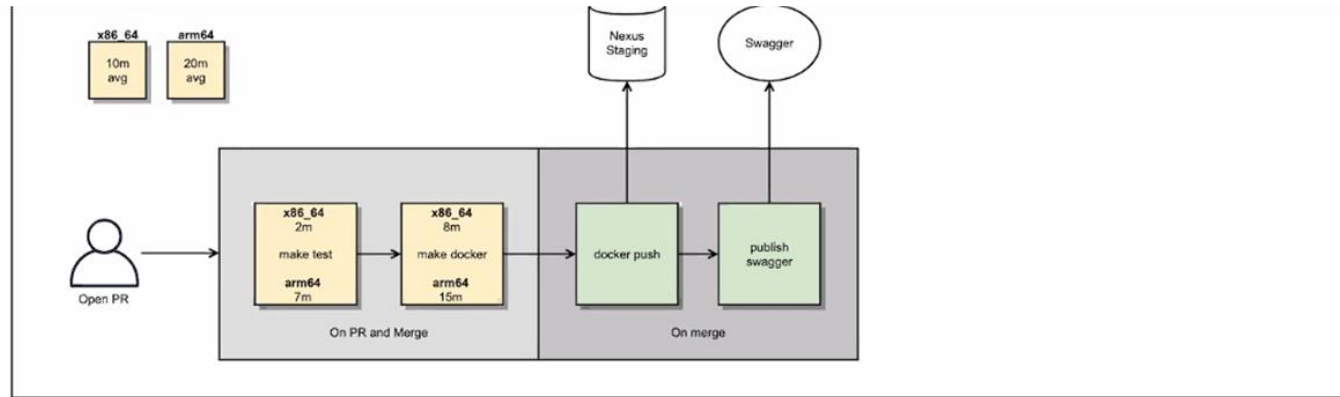 x86_64
10m
avg
arm64
20m
avg
Nexus
Staging
Swagger
Open PR
x86_64
2m
make test
arm64
7m
x86_64
8m
make docker
arm64
15m
On PR and Merge
docker push
publish
swagger
On merge